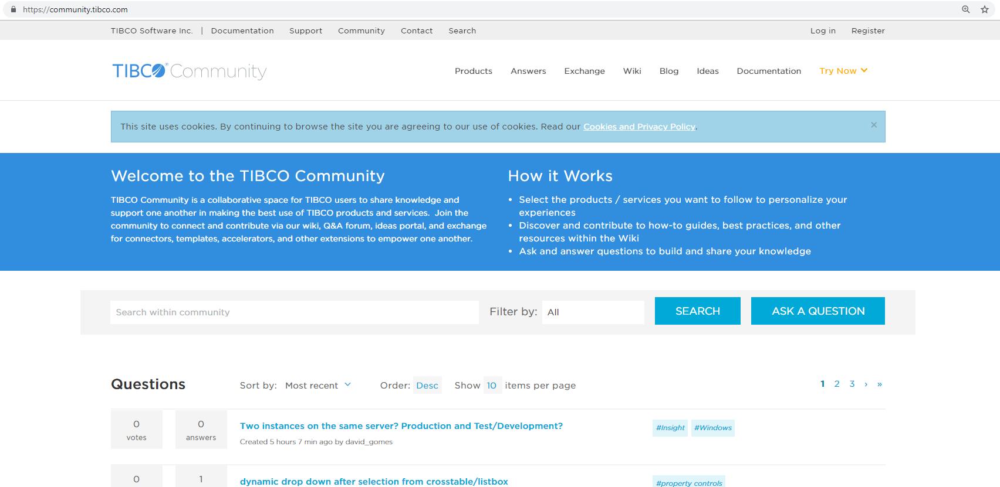 https://community.tibco.com
TIBCO Software Inc. | Documentation Support Community Contact Search Log in Register
TIBCO® Community Products Answers Exchange Wiki Blog Ideas Documentation Try Now
This site uses cookies. By continuing to browse the site you are agreeing to our use of cookies. Read our Cookies and Privacy Policy. ×
Welcome to the TIBCO Community
TIBCO Community is a collaborative space for TIBCO users to share knowledge and
support one another in making the best use of TIBCO products and services. Join the
community to connect and contribute via our wiki, Q&A forum, ideas portal, and exchange
for connectors, templates, accelerators, and other extensions to empower one another.
How it Works
• Select the products / services you want to follow to personalize your
experiences
• Discover and contribute to how-to guides, best practices, and other
resources within the Wiki
• Ask and answer questions to build and share your knowledge
Search within community Filter by: All SEARCH ASK A QUESTION
Questions Sort by: Most recent Order: Desc Show 10 items per page 1 2 3 › »
0 0 Two instances on the same server? Production and Test/Development? #Insight #Windows
votes answers Created 5 hours 7 min ago by david_gomes
0 1 dynamic drop down after selection from crosstable/listbox #property controls